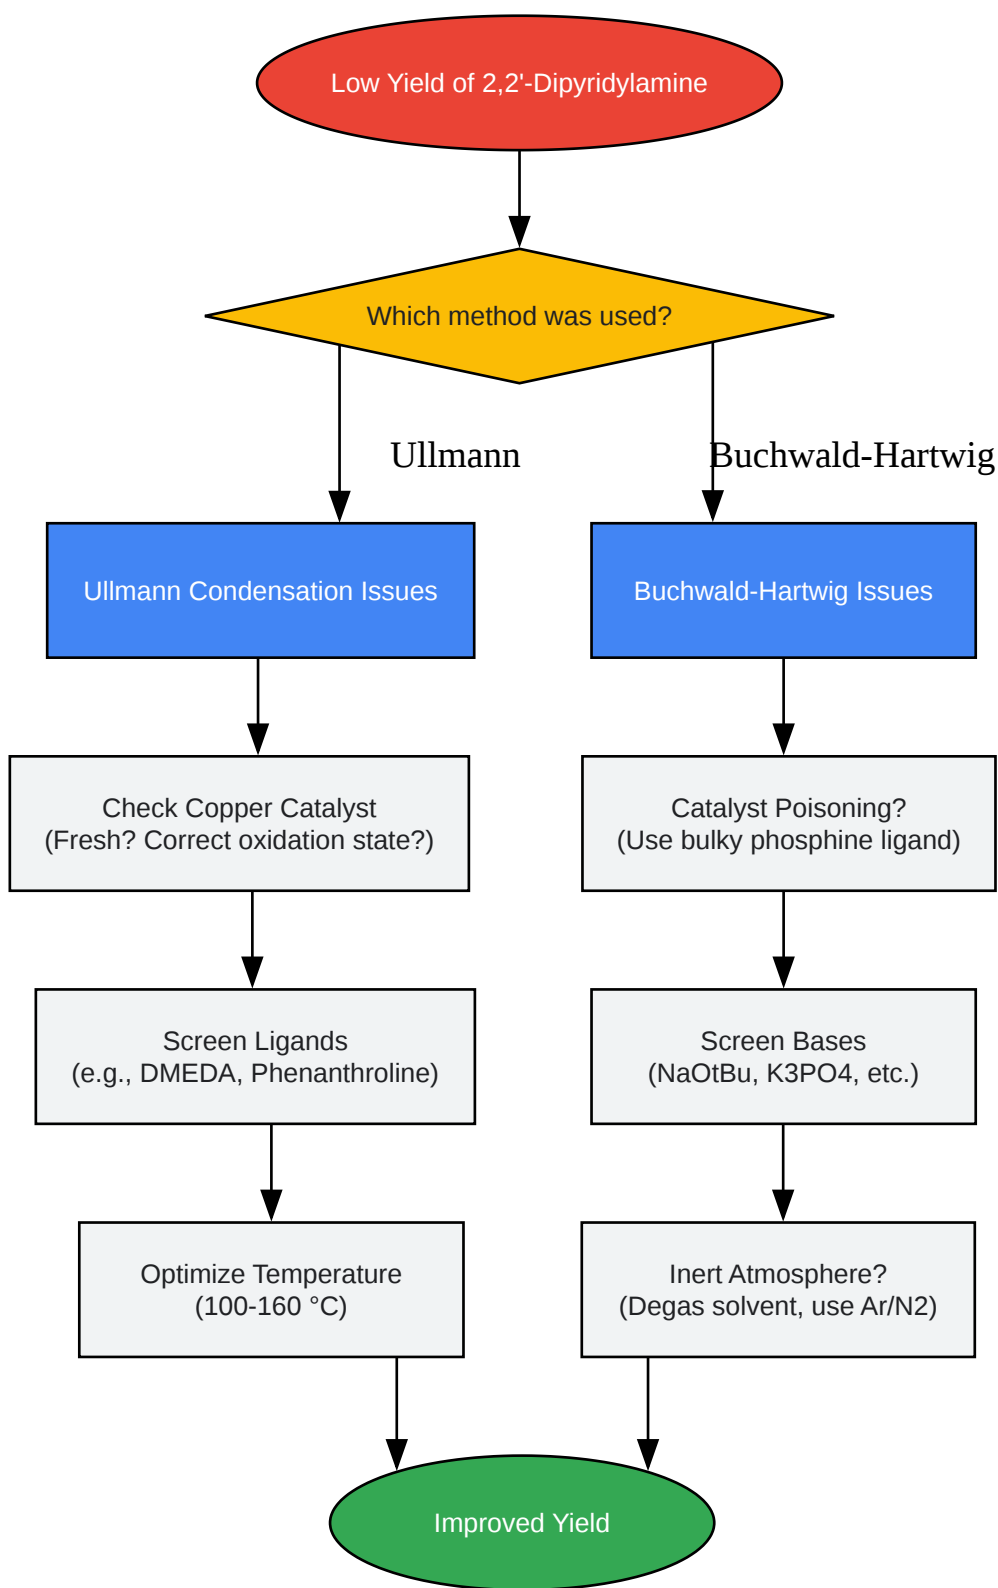 Low Yield of 2,2'-Dipyridylamine
Which method was used?
Ullmann
Buchwald-Hartwig
Ullmann Condensation Issues
Buchwald-Hartwig Issues
Check Copper Catalyst
(Fresh? Correct oxidation state?)
Catalyst Poisoning?
(Use bulky phosphine ligand)
Screen Ligands
(e.g., DMEDA, Phenanthroline)
Screen Bases
(NaOtBu, K3PO4, etc.)
Optimize Temperature
(100-160 °C)
Inert Atmosphere?
(Degas solvent, use Ar/N2)
Improved Yield